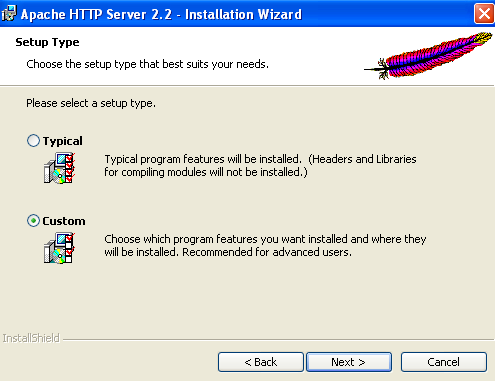 Apache HTTP Server 2.2 - Installation Wizard
Setup Type
Choose the setup type that best suits your needs.
Please select a setup type.
Typical
Typical program features will be installed. (Headers and Libraries
for compiling modules will not be installed.)
Custom
Choose which program features you want installed and where they
will be installed. Recommended for advanced users.
InstallShield
< Back
Next >
Cancel